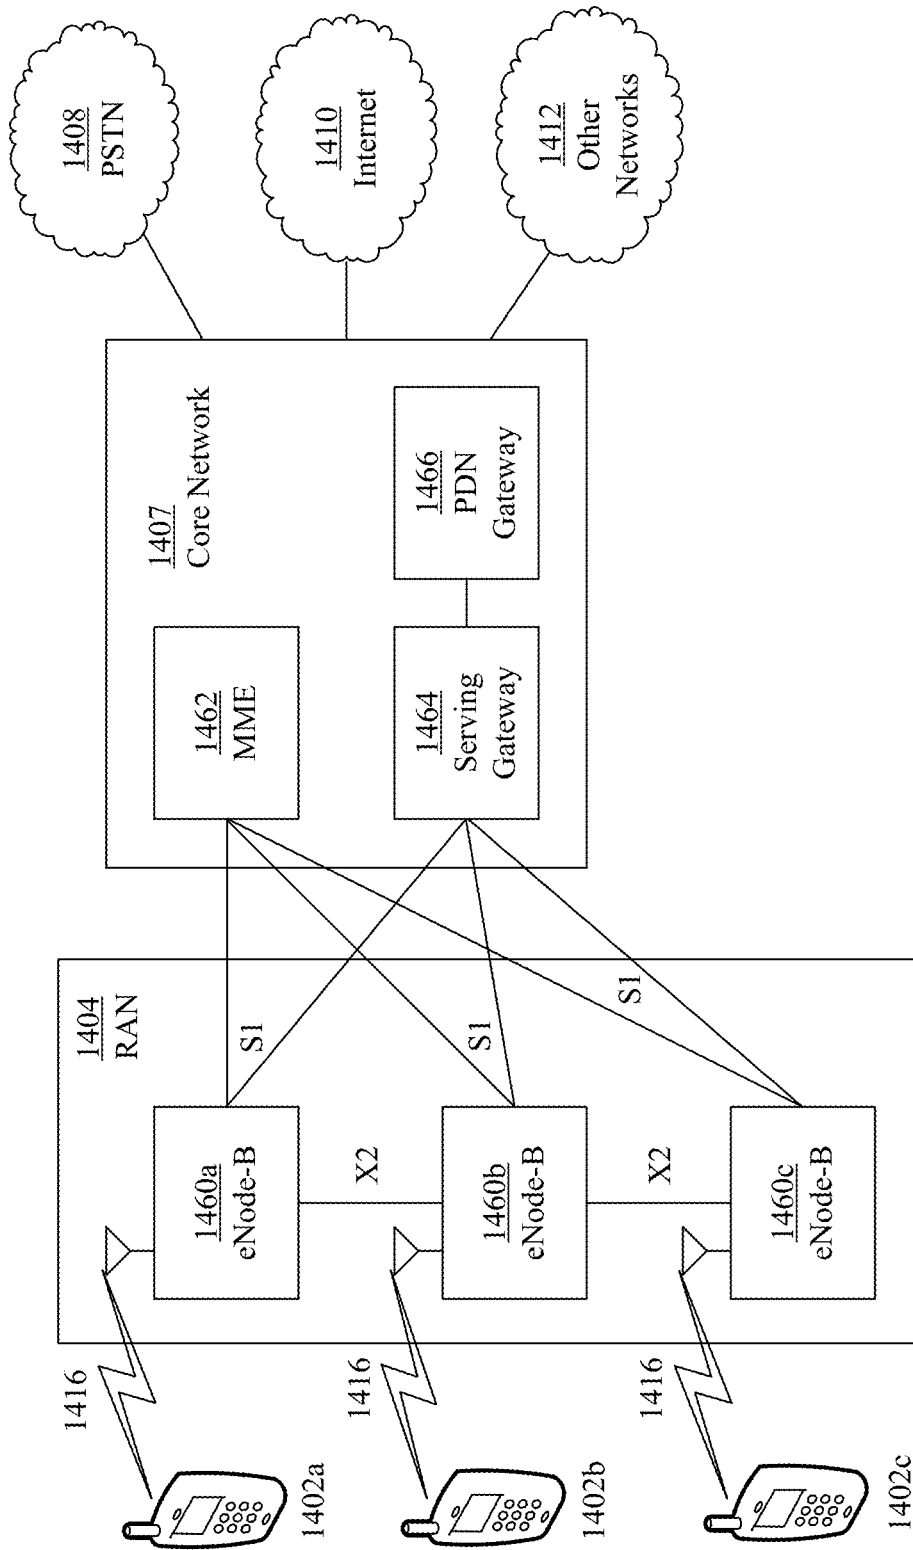 1402a
1416
1404
RAN
1460a
eNode-B
S1
X2
1402b
1416
1460b
eNode-B
S1
X2
1402c
1416
1460c
eNode-B
S1
1407
Core Network
1462
MME
1464
Serving
Gateway
1466
PDN
Gateway
1408
PSTN
1410
Internet
1412
Other
Networks